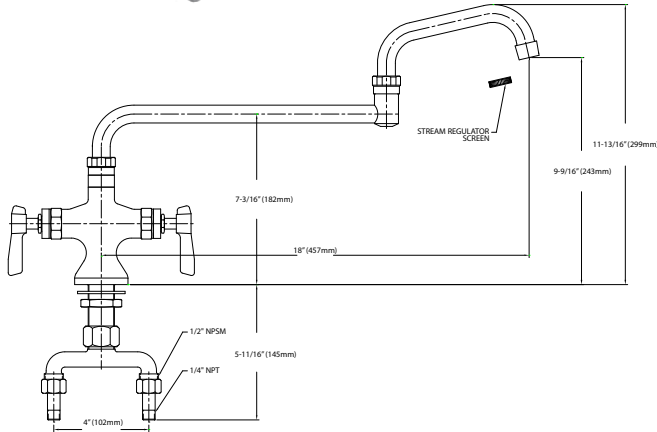 STREAM REGULATOR
SCREEN
11-13/16" (299mm)
9-9/16" (243mm)
7-3/16" (182mm)
18" (457mm)
1/2" NPSM
5-11/16" (145mm)
1/4" NPT
4" (102mm)